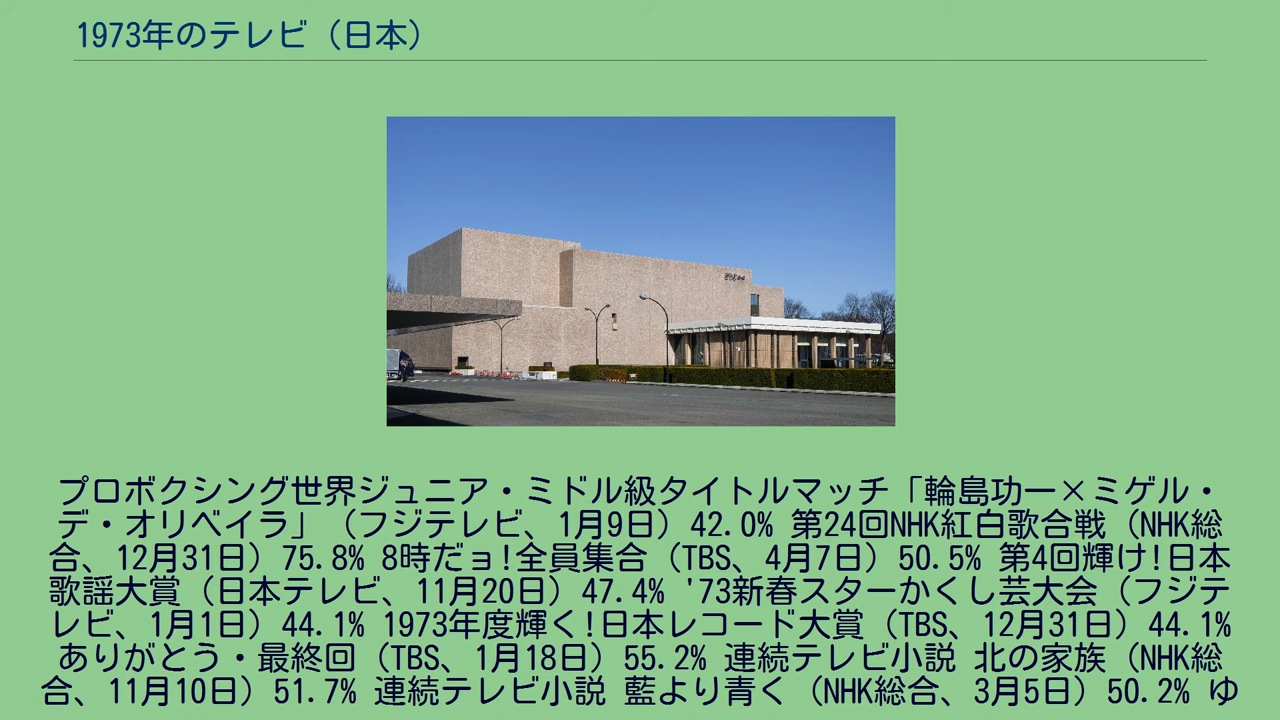 1973年のテレビ（日本）
プロボクシング世界ジュニア・ミドル級タイトルマッチ「輪島功一×ミゲル・
デ・オリベイラ」（フジテレビ、1月9日）42.0% 第24回NHK紅白歌合戦（NHK総
合、12月31日）75.8% 8時だョ!全員集合（TBS、4月7日）50.5% 第4回輝け!日本
歌謡大賞（日本テレビ、11月20日）47.4% '73新春スターかくし芸大会（フジテ
レビ、1月1日）44.1% 1973年度輝く!日本レコード大賞（TBS、12月31日）44.1%
ありがとう・最終回（TBS、1月18日）55.2% 連続テレビ小説 北の家族（NHK総
合、11月10日）51.7% 連続テレビ小説 藍より青く（NHK総合、3月5日）50.2% ゆ